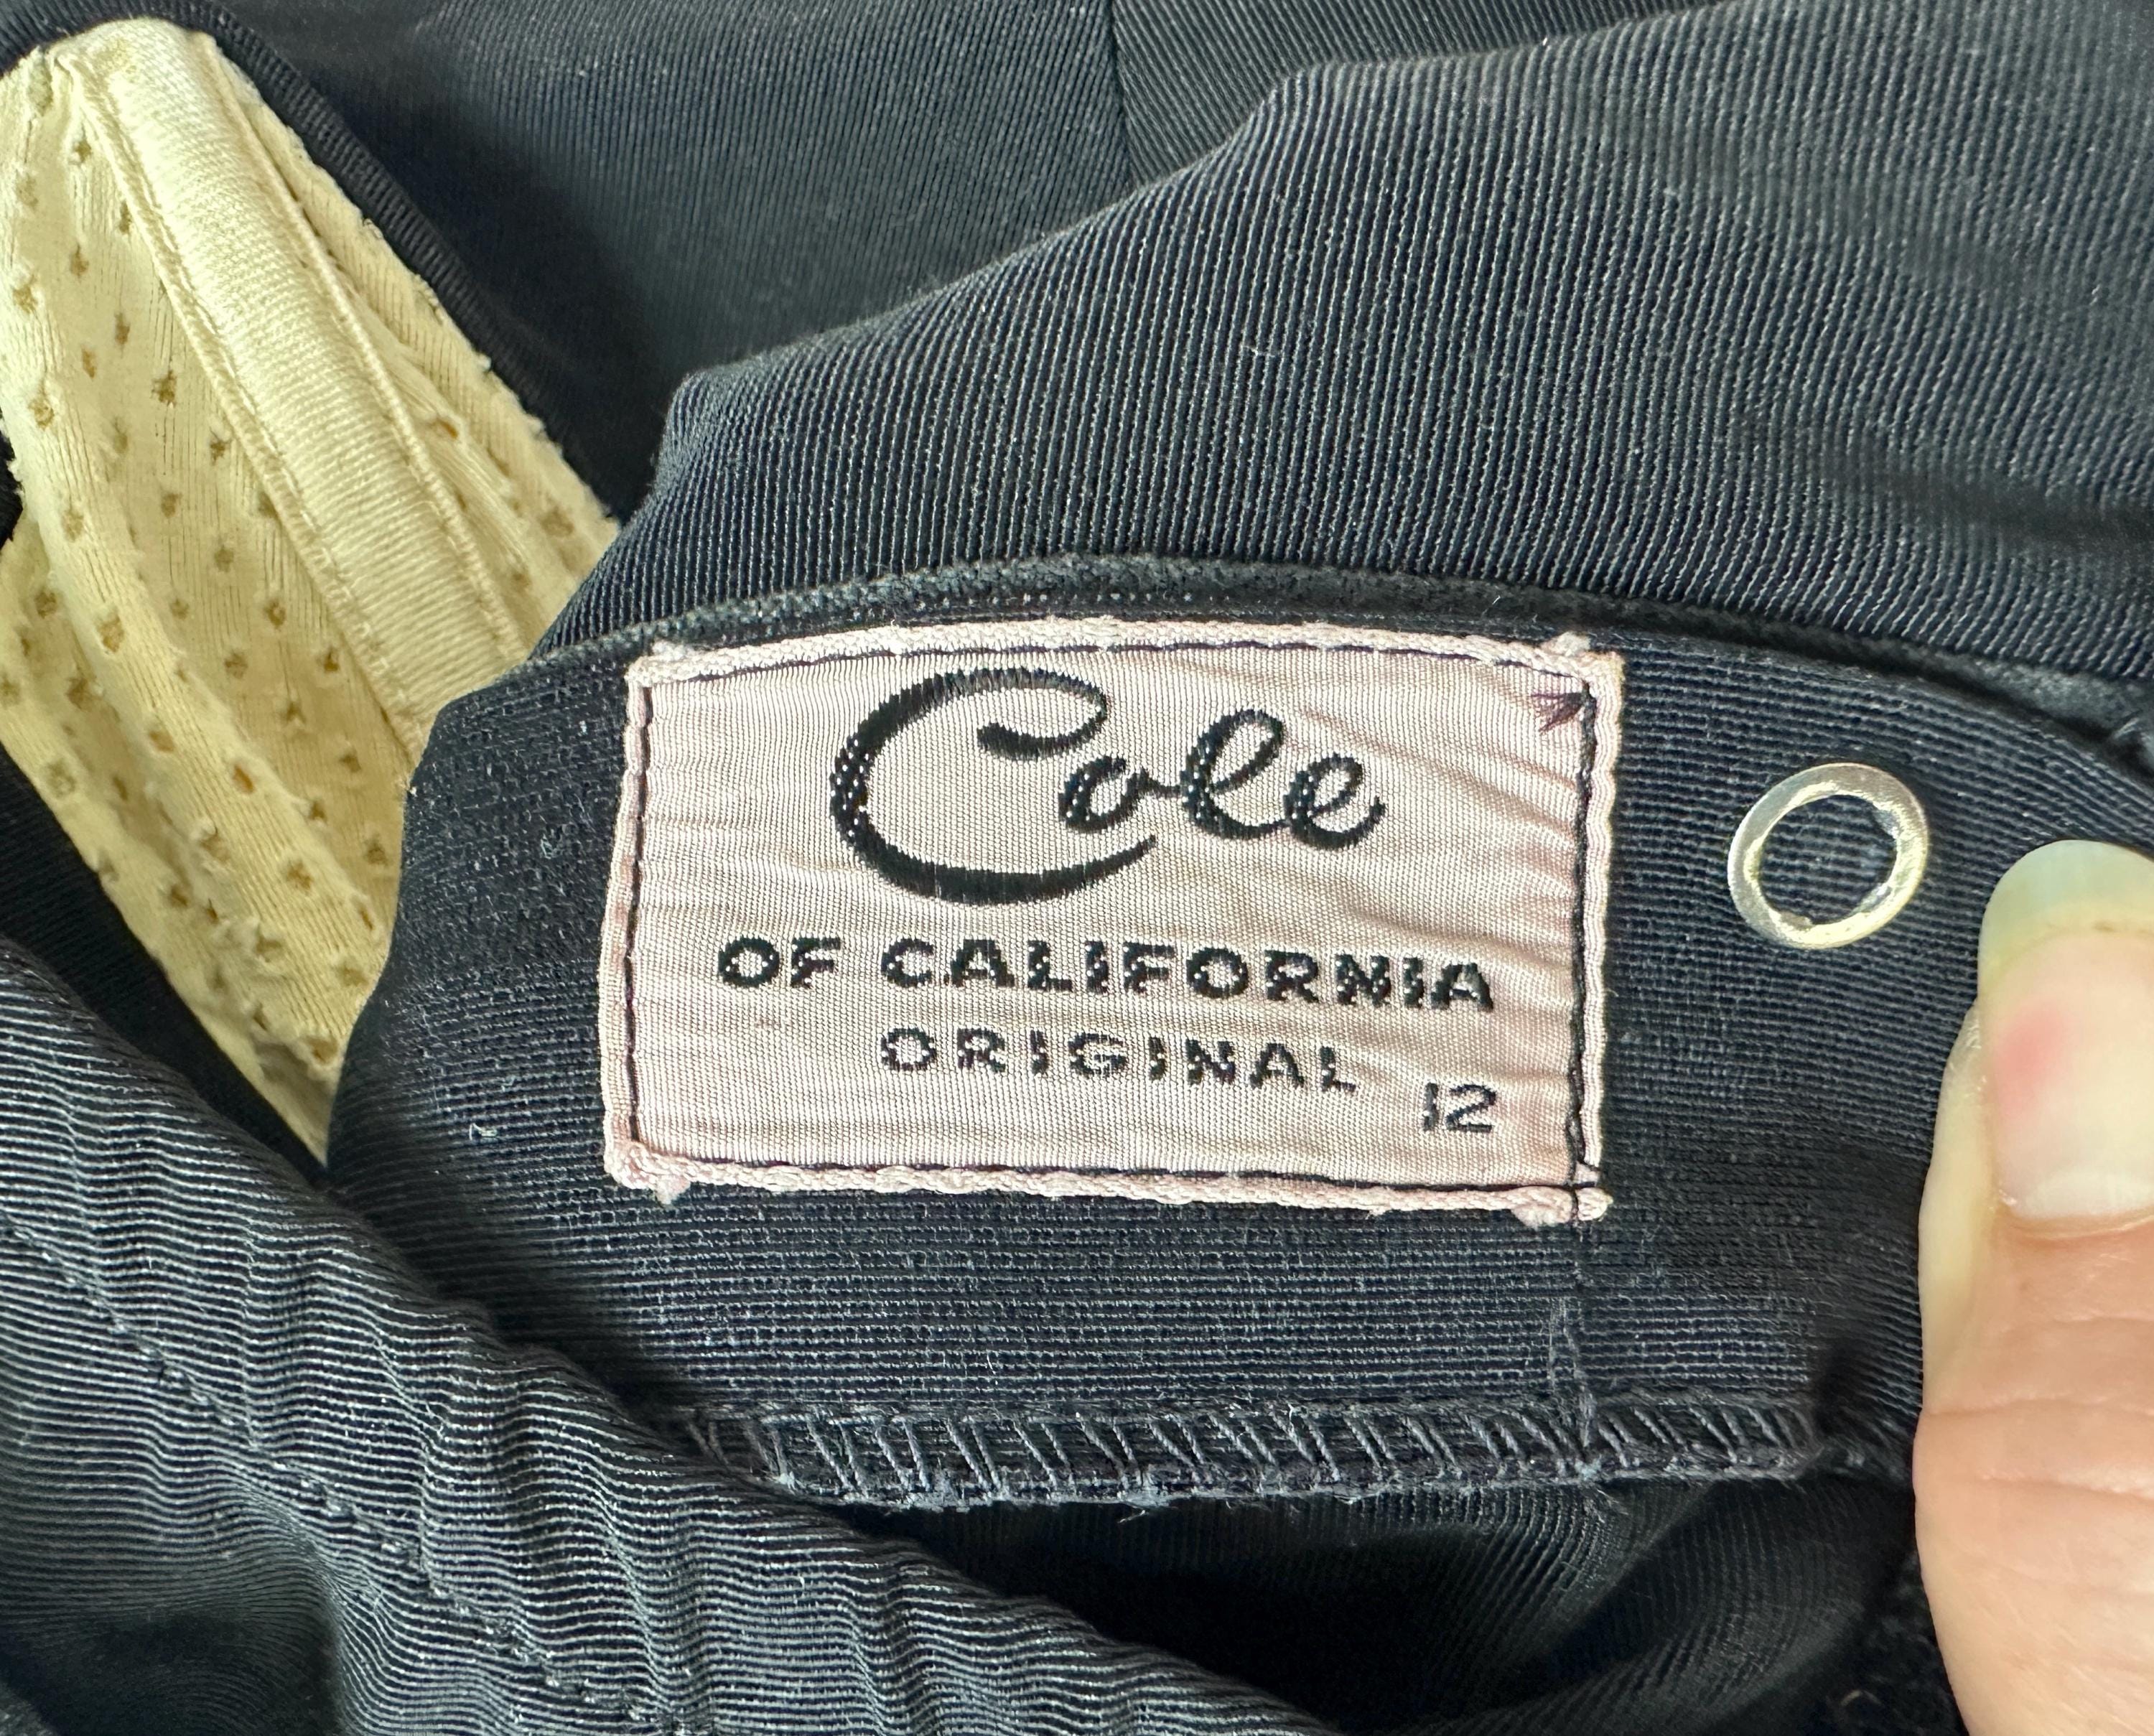 Cole
OF CALIFORNIA
ORIGINAL
12